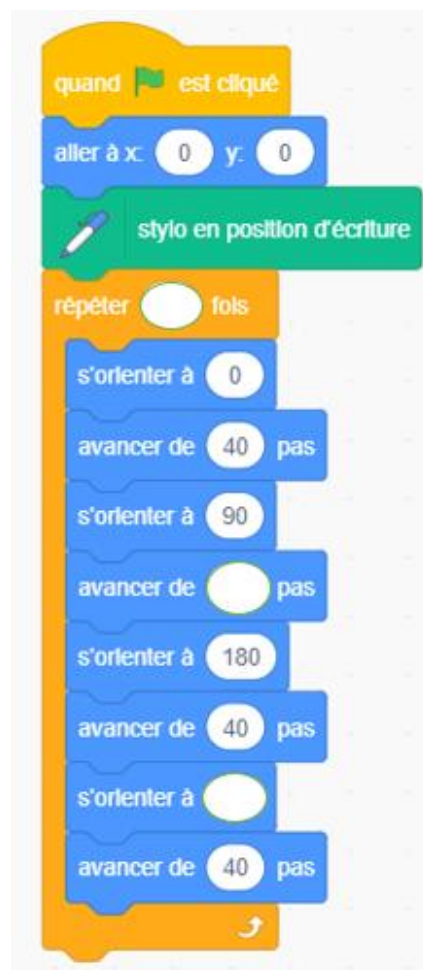 quand est cliqué
aller à x: 0 y: 0
stylo en position d'écriture
répéter fois
s'orienter à 0
avancer de 40 pas
s'orienter à 90
avancer de pas
s'orienter à 180
avancer de 40 pas
s'orienter à
avancer de 40 pas